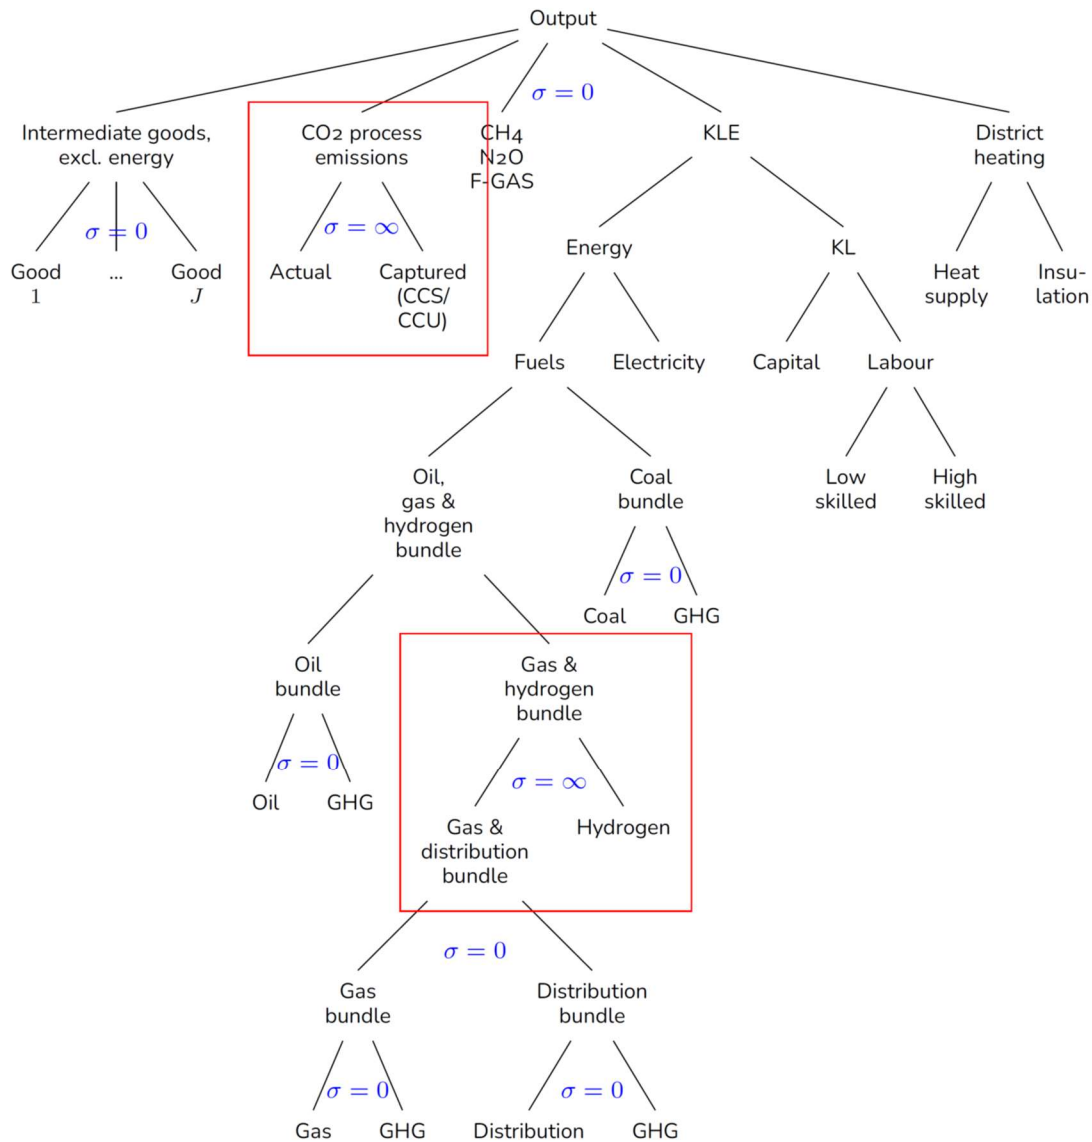 Output
σ = 0
Intermediate goods,
excl. energy
CO2 process
emissions
CH4
N2O
F-GAS
KLE
District
heating
σ = 0
σ = ∞
Good
1
...
Good
J
Actual
Captured
(CCS/
CCU)
Energy
KL
Heat
supply
Insu-
lation
Fuels
Electricity
Capital
Labour
Oil,
gas &
hydrogen
bundle
Coal
bundle
Low
skilled
High
skilled
σ = 0
Coal
GHG
Oil
bundle
Gas &
hydrogen
bundle
σ = 0
σ = ∞
Oil
GHG
Gas &
distribution
bundle
Hydrogen
σ = 0
Gas
bundle
Distribution
bundle
σ = 0
σ = 0
Gas
GHG
Distribution
GHG